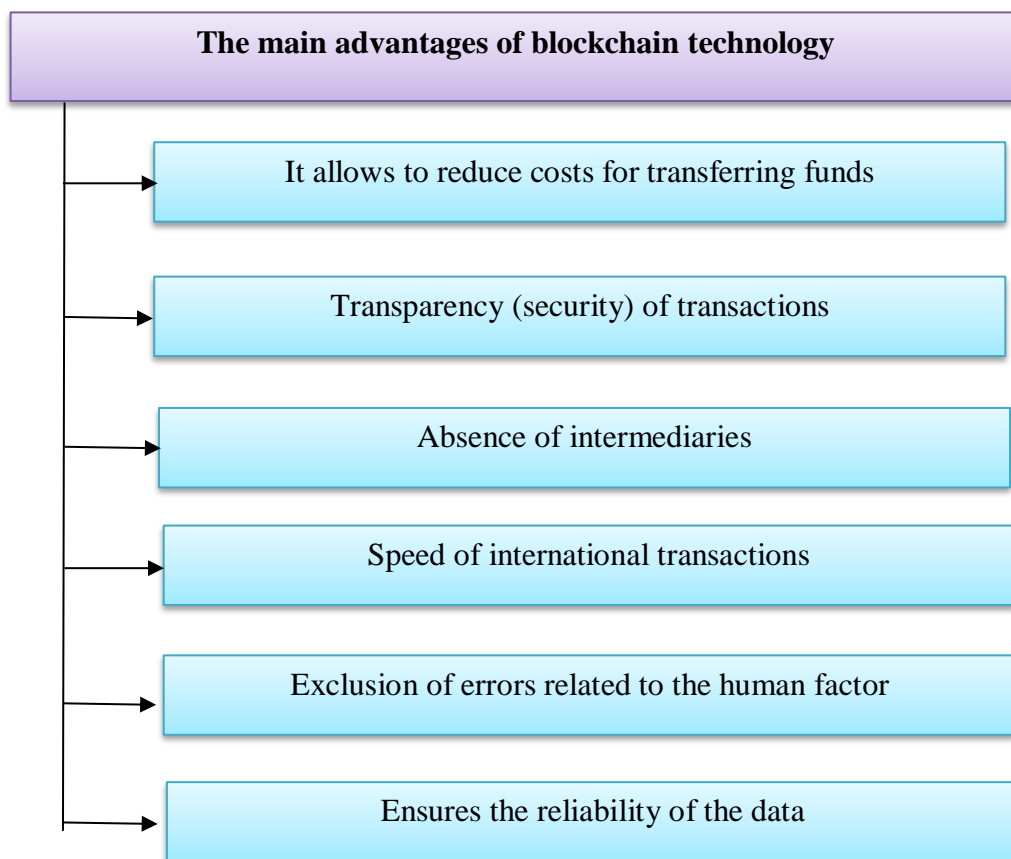 The main advantages of blockchain technology
It allows to reduce costs for transferring funds
Transparency (security) of transactions
Absence of intermediaries
Speed of international transactions
Exclusion of errors related to the human factor
Ensures the reliability of the data